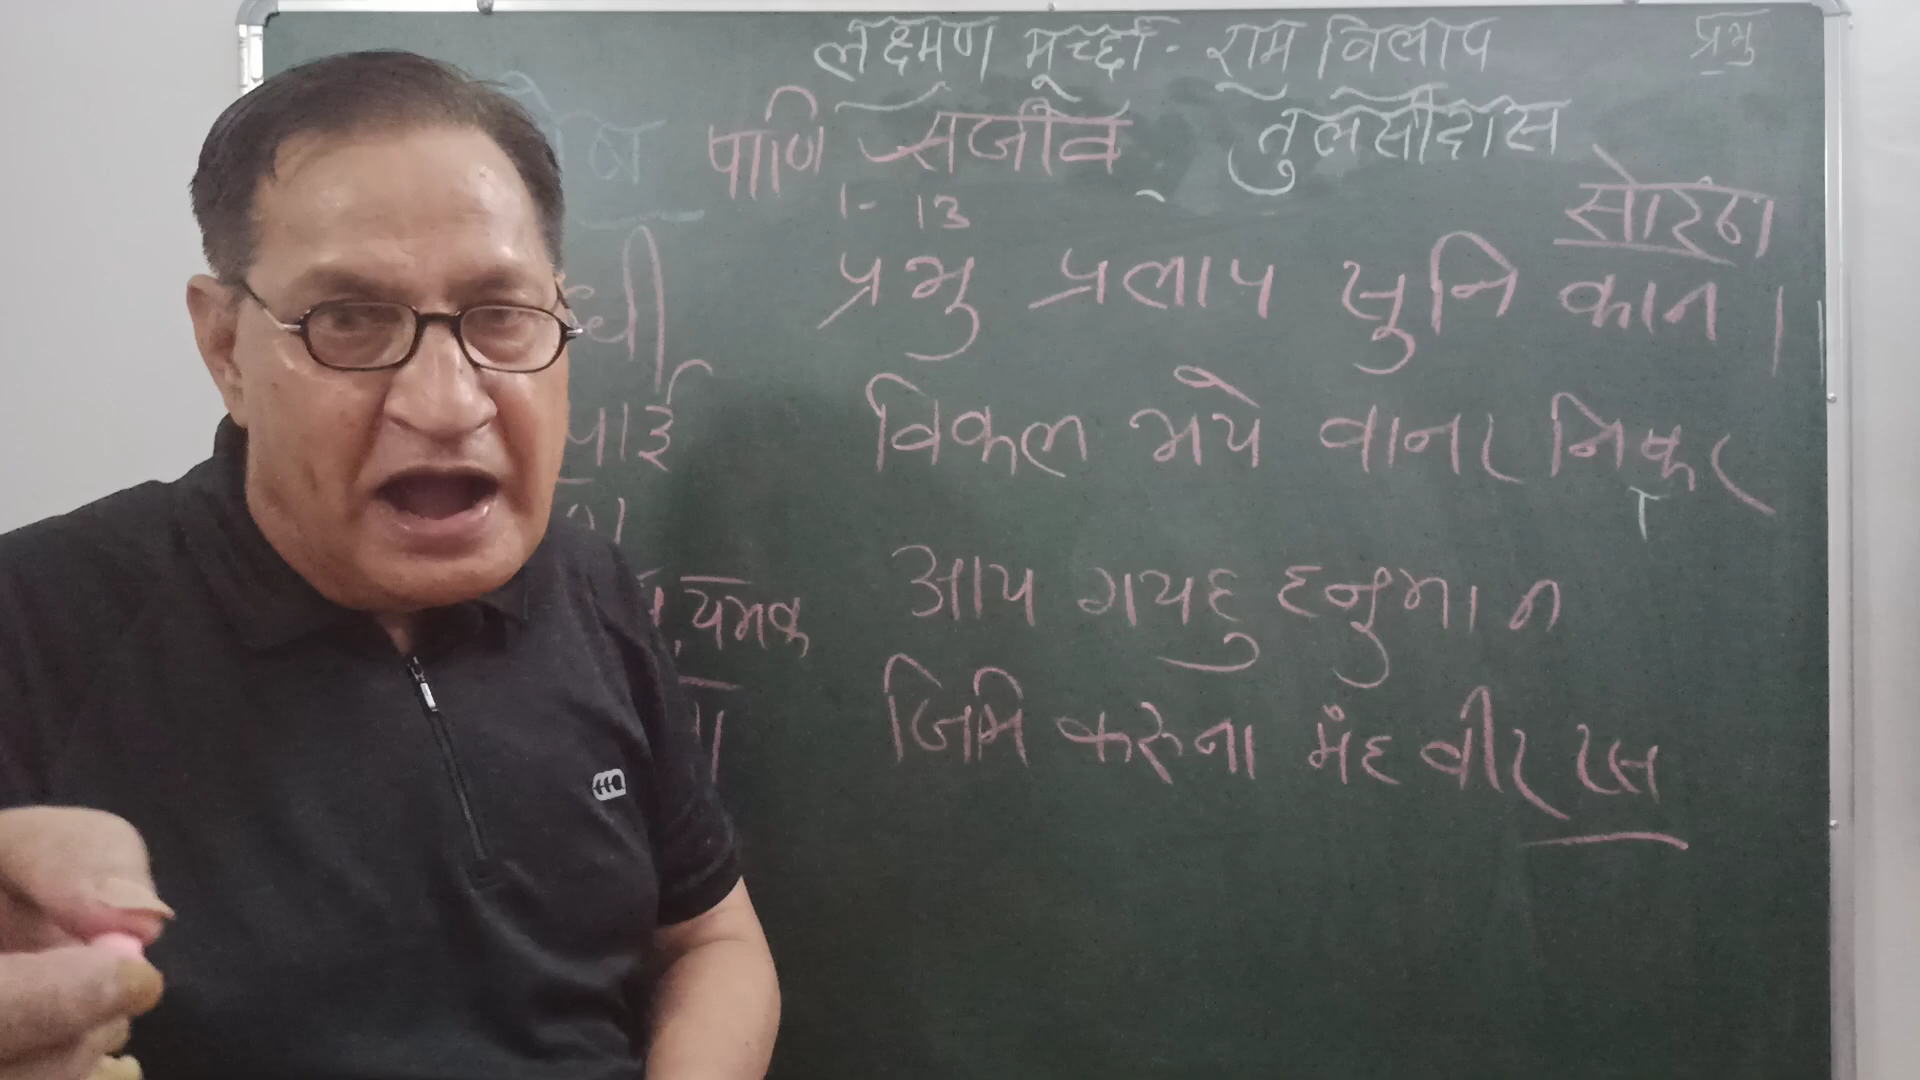 लक्ष्मण मूर्च्छा - राम विलाप
प्रभु
पाणि सजीव तुलसीदास
1-13
सोरठा
प्रभु प्रलाप सुनि कान ।
विकल भये वानर निकर
आय गयहु हनुमान
जिमि करुना मंह वीर रस
यमक